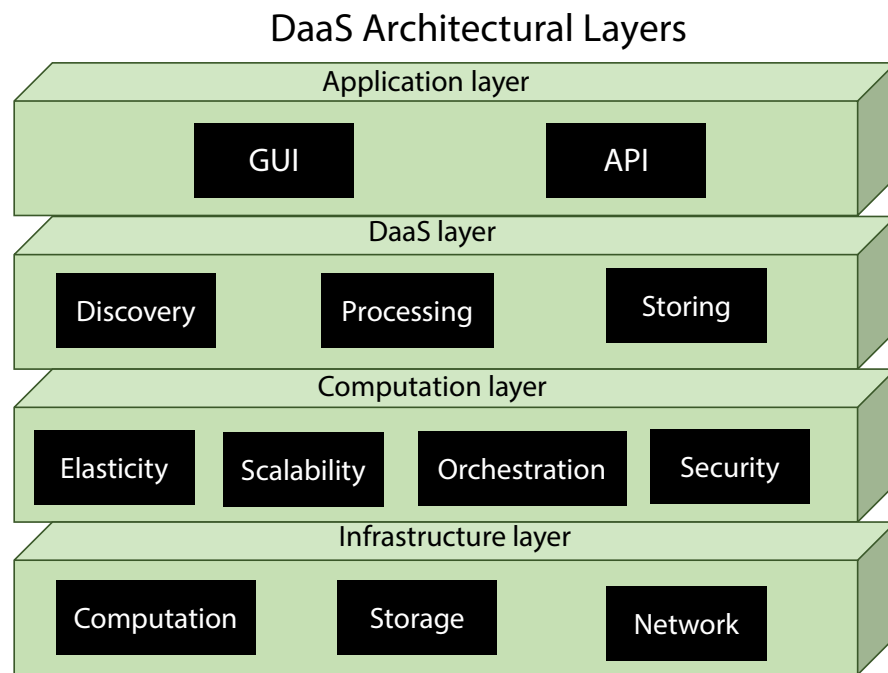 DaaS Architectural Layers
Application layer
GUI
API
DaaS layer
Discovery
Processing
Storing
Computation layer
Elasticity
Scalability
Orchestration
Security
Infrastructure layer
Computation
Storage
Network